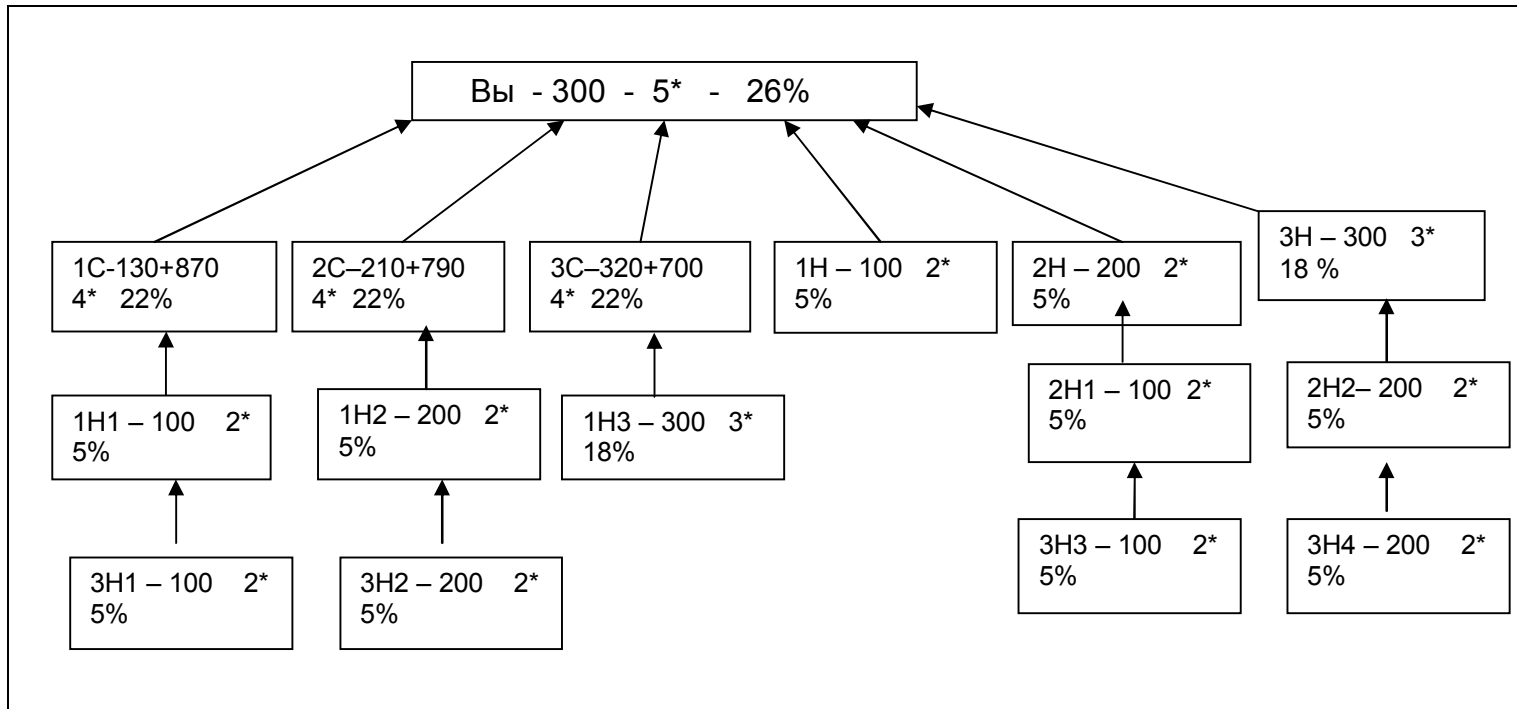 Вы - 300 - 5* - 26%
1С-130+870
4* 22%
2С–210+790
4* 22%
3С–320+700
4* 22%
1Н – 100 2*
5%
2Н – 200 2*
5%
3Н – 300 3*
18 %
1Н1 – 100 2*
5%
1Н2 – 200 2*
5%
1Н3 – 300 3*
18%
2Н1 – 100 2*
5%
2Н2– 200 2*
5%
3Н1 – 100 2*
5%
3Н2 – 200 2*
5%
3Н3 – 100 2*
5%
3Н4 – 200 2*
5%